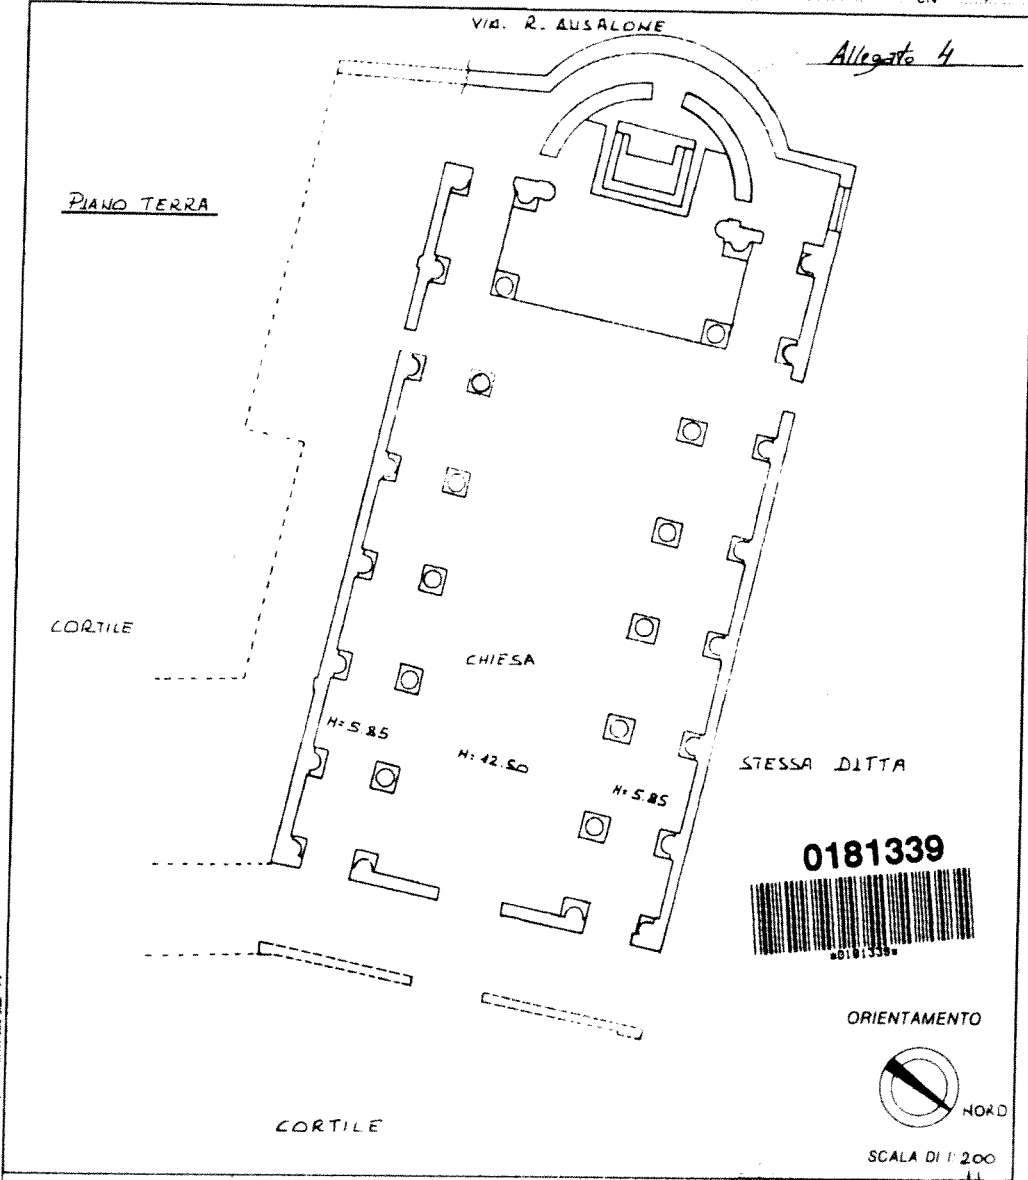 VIA. R. AUSALONE
Allegato 4
PIANO TERRA
CORTILE
CHIESA
H= 5.85
H= 12.50
H= 5.85
STESSA DITTA
0181339
*0181339*
ORIENTAMENTO
NORD
CORTILE
SCALA DI 1: 200